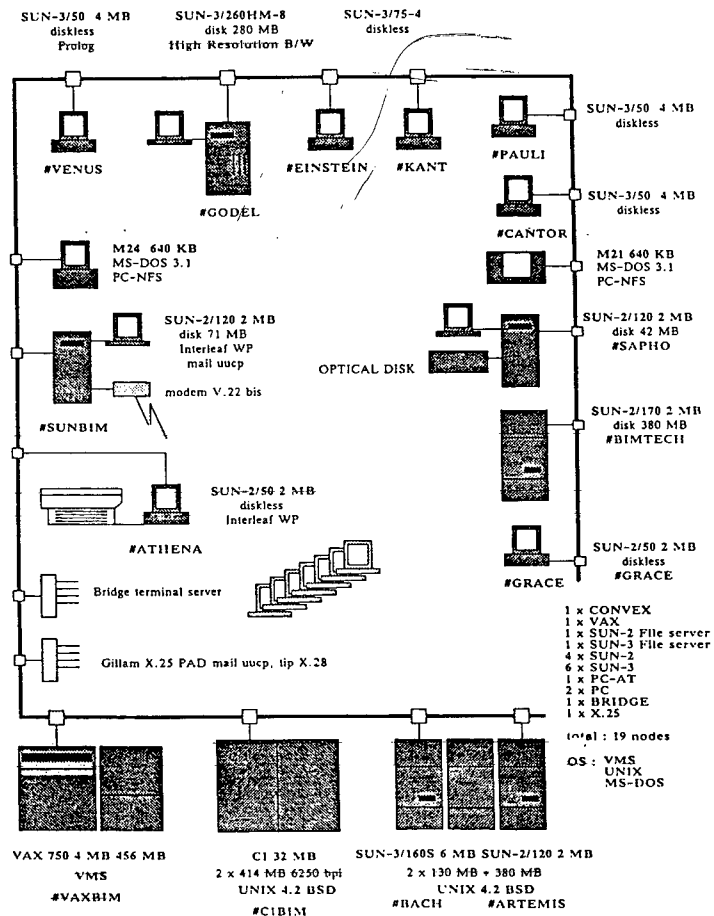 SUN-3/50 4 MB
diskless
Prolog
SUN-3/260HM-8
disk 280 MB
High Resolution B/W
SUN-3/75-4
diskless
#VENUS
#GODEL
#EINSTEIN
#KANT
#PAULI
SUN-3/50 4 MB
diskless
#CANTOR
SUN-3/50 4 MB
diskless
M24 640 KB
MS-DOS 3.1
PC-NFS
M21 640 KB
MS-DOS 3.1
PC-NFS
SUN-2/120 2 MB
disk 71 MB
Interleaf WP
mail uucp
modem V.22 bis
#SUNBIM
OPTICAL DISK
SUN-2/120 2 MB
disk 42 MB
#SAPHO
SUN-2/170 2 MB
disk 380 MB
#BIMTECH
SUN-2/50 2 MB
diskless
Interleaf WP
#ATHENA
#GRACE
SUN-2/50 2 MB
diskless
#GRACE
Bridge terminal server
Gillam X.25 PAD mail uucp, tip X.28
1 x CONVEX
1 x VAX
1 x SUN-2 File server
1 x SUN-3 File server
4 x SUN-2
6 x SUN-3
1 x PC-AT
2 x PC
1 x BRIDGE
1 x X.25
total : 19 nodes
OS : VMS
UNIX
MS-DOS
VAX 750 4 MB 456 MB
VMS
#VAXBIM
C1 32 MB
2 x 414 MB 6250 bpi
UNIX 4.2 BSD
#C1BIM
SUN-3/160S 6 MB SUN-2/120 2 MB
2 x 130 MB + 380 MB
UNIX 4.2 BSD
#BACH #ARTEMIS